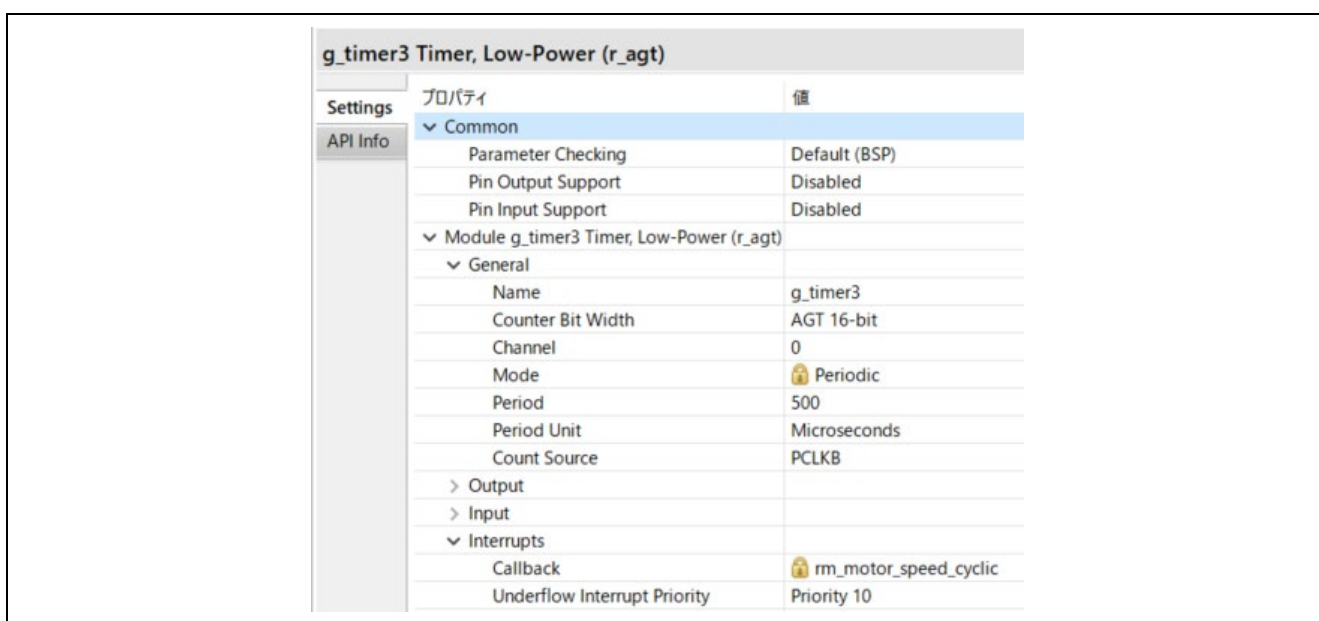 g_timer3 Timer, Low-Power (r_agt)
Settings
API Info
プロパティ 値
Common
Parameter Checking Default (BSP)
Pin Output Support Disabled
Pin Input Support Disabled
Module g_timer3 Timer, Low-Power (r_agt)
General
Name g_timer3
Counter Bit Width AGT 16-bit
Channel 0
Mode Periodic
Period 500
Period Unit Microseconds
Count Source PCLKB
Output
Input
Interrupts
Callback rm_motor_speed_cyclic
Underflow Interrupt Priority Priority 10